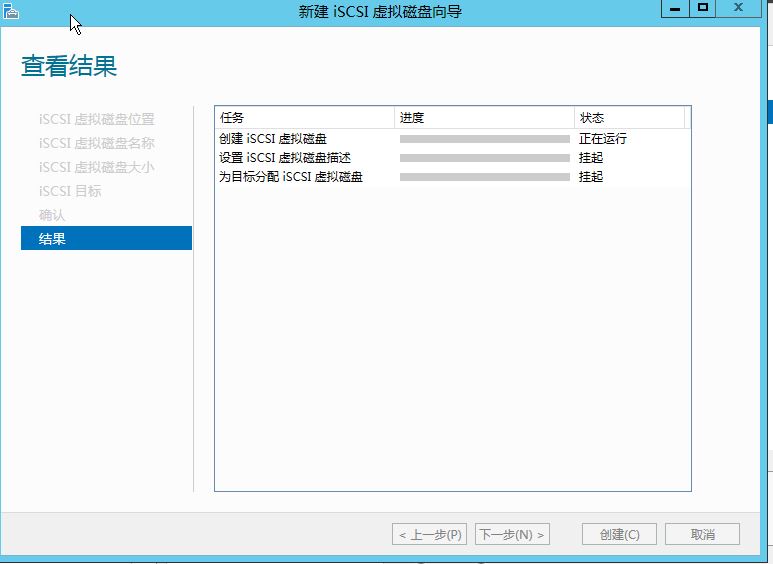 新建 iSCSI 虚拟磁盘向导
查看结果
iSCSI 虚拟磁盘位置
iSCSI 虚拟磁盘名称
iSCSI 虚拟磁盘大小
iSCSI 目标
确认
结果
任务 进度 状态
创建 iSCSI 虚拟磁盘 正在运行
设置 iSCSI 虚拟磁盘描述 挂起
为目标分配 iSCSI 虚拟磁盘 挂起
< 上一步(P) 下一步(N) > 创建(C) 取消